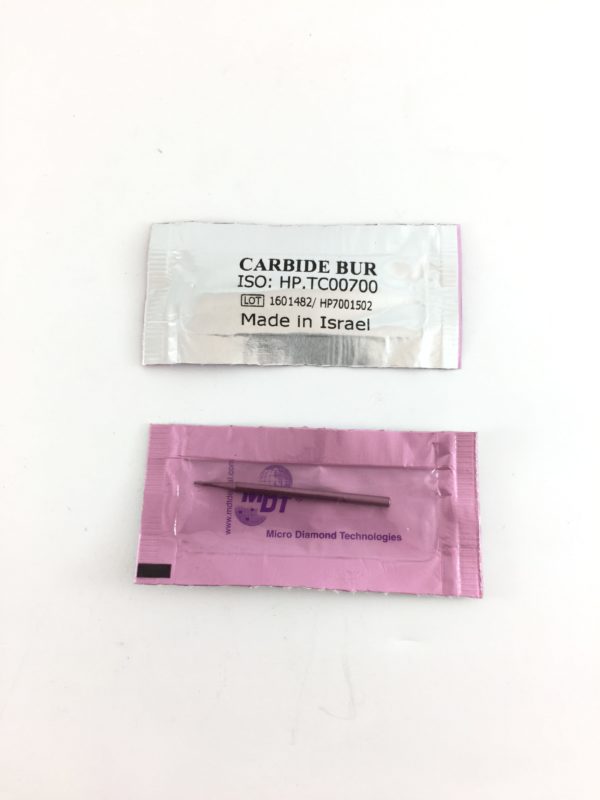 CARBIDE BUR
ISO: HP.TC00700
LOT 1601482/ HP7001502
Made in Israel
MDT
Micro Diamond Technologies